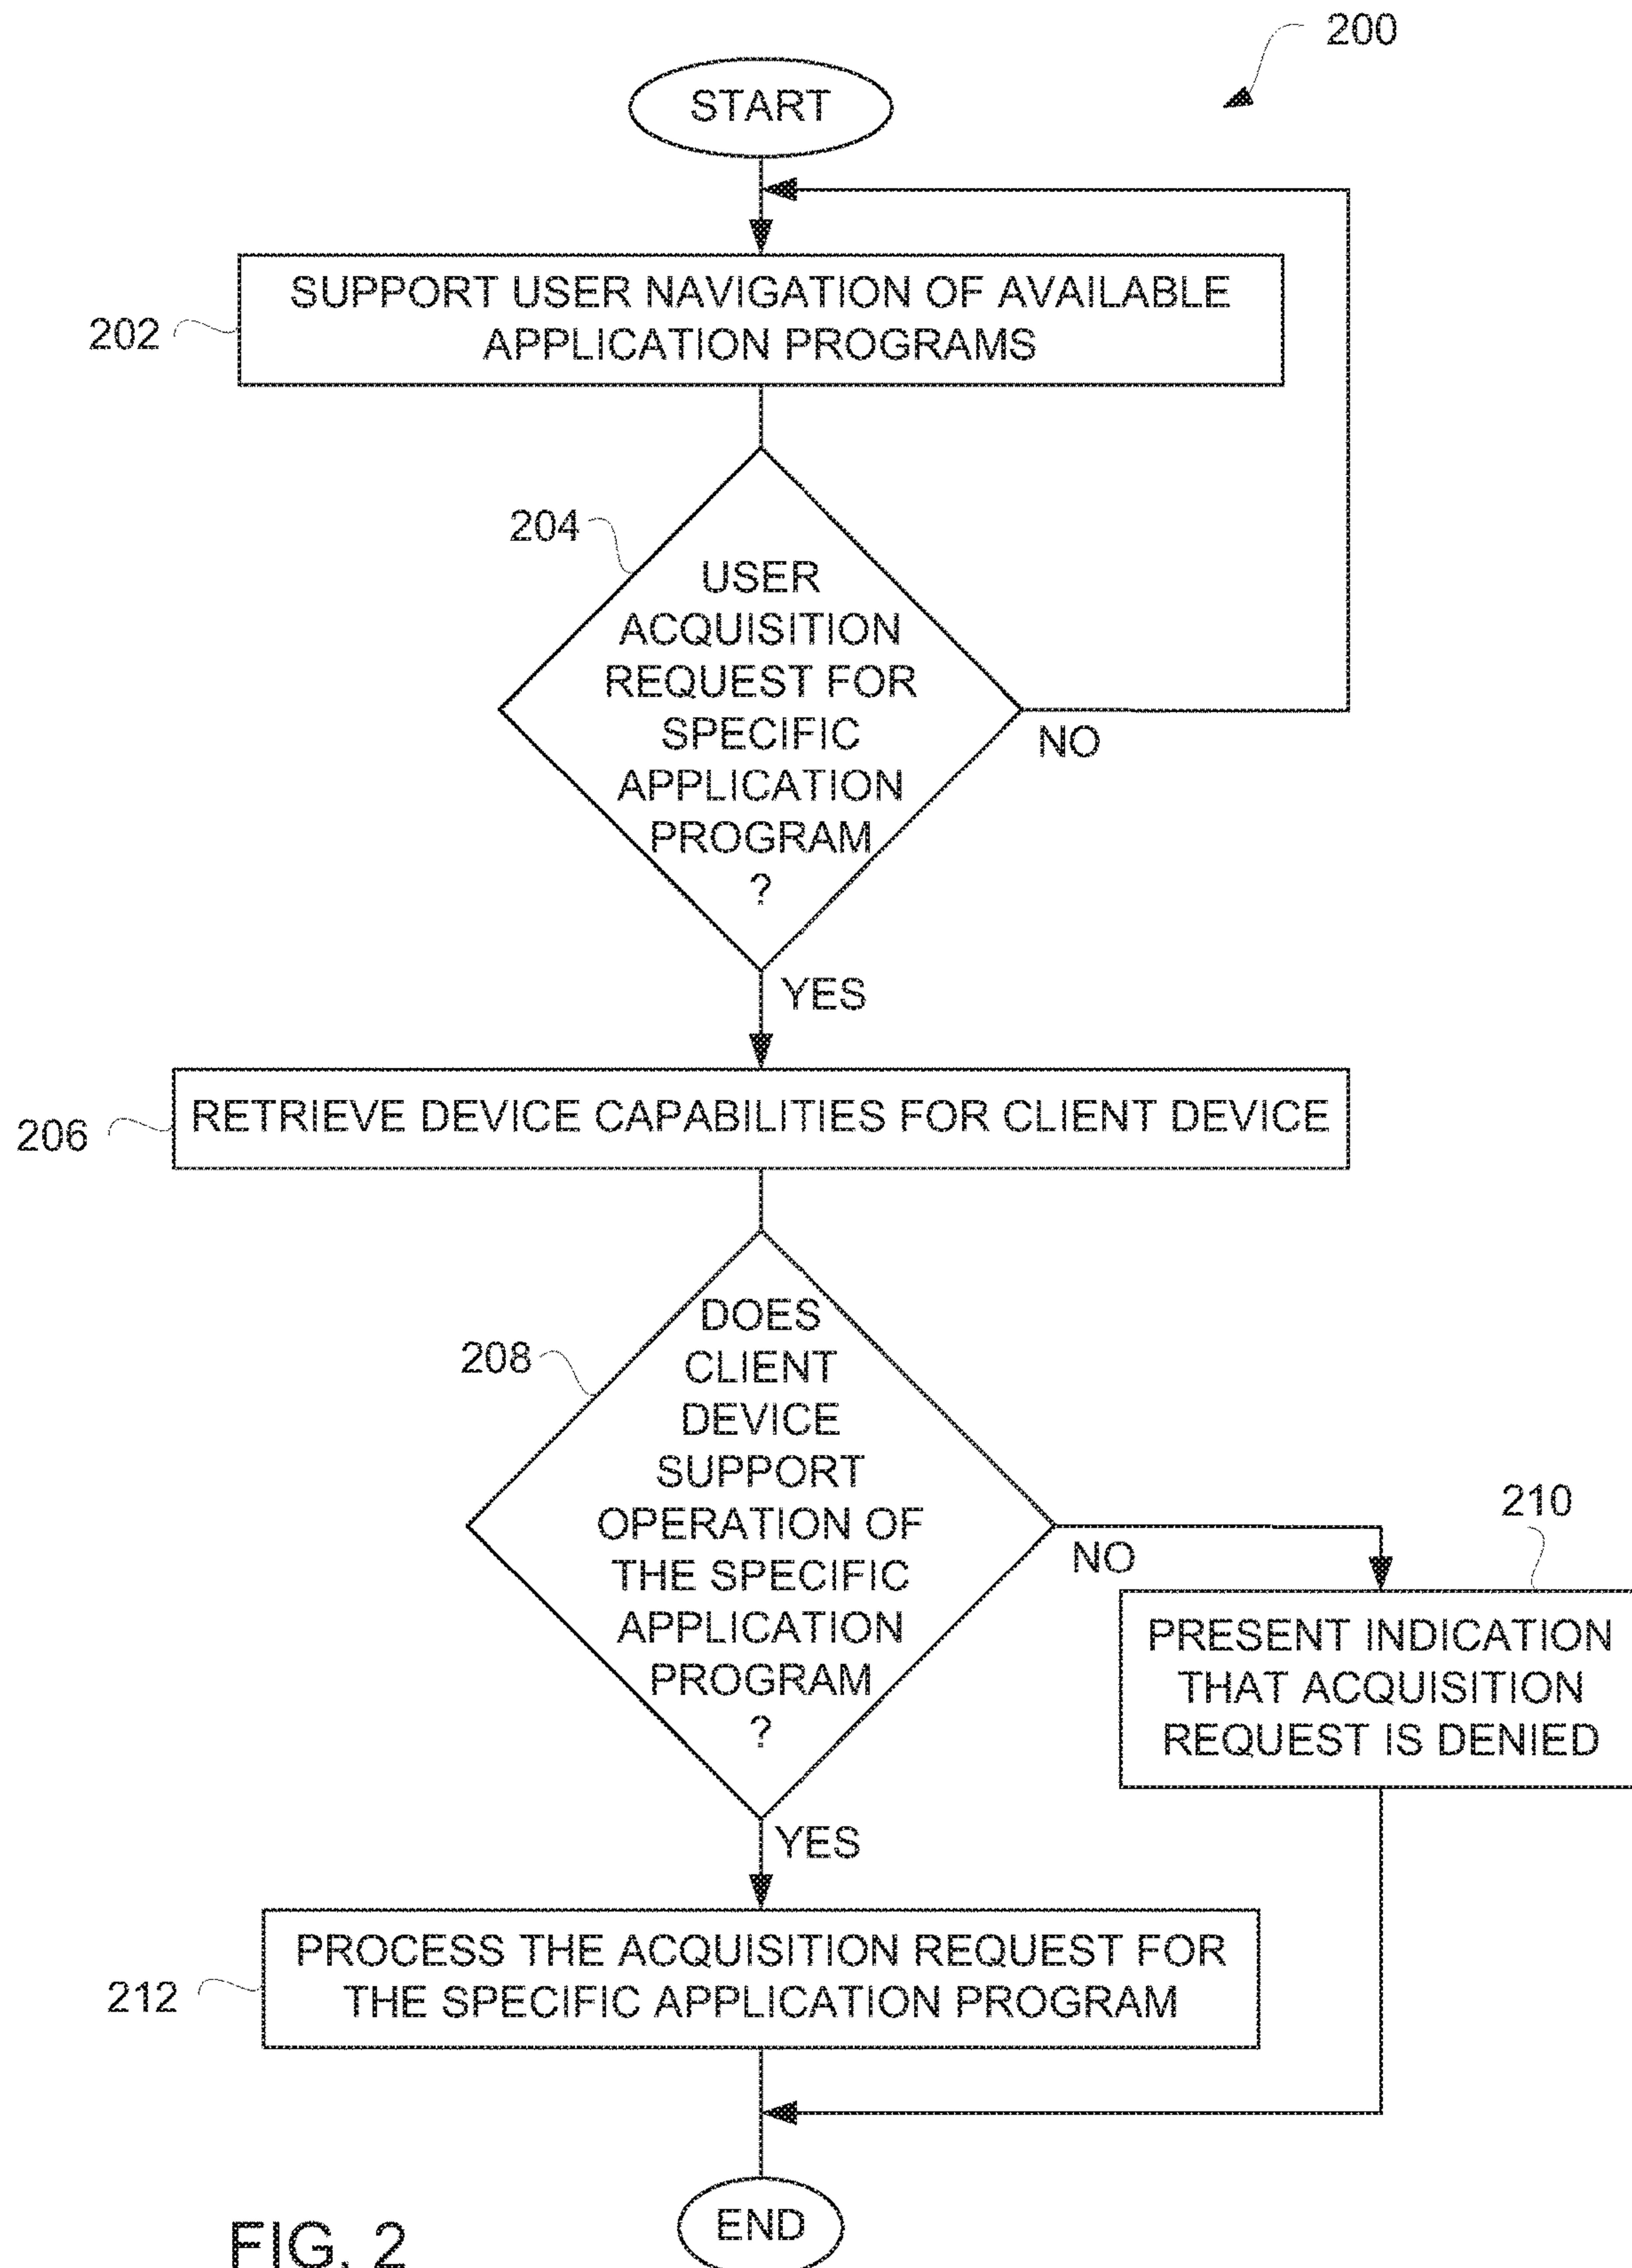 200
START
SUPPORT USER NAVIGATION OF AVAILABLE
APPLICATION PROGRAMS
202
204
USER
ACQUISITION
REQUEST FOR
SPECIFIC
APPLICATION
PROGRAM
?
NO
YES
RETRIEVE DEVICE CAPABILITIES FOR CLIENT DEVICE
206
208
DOES
CLIENT
DEVICE
SUPPORT
OPERATION OF
THE SPECIFIC
APPLICATION
PROGRAM
?
NO
210
PRESENT INDICATION
THAT ACQUISITION
REQUEST IS DENIED
YES
PROCESS THE ACQUISITION REQUEST FOR
THE SPECIFIC APPLICATION PROGRAM
212
END
FIG. 2